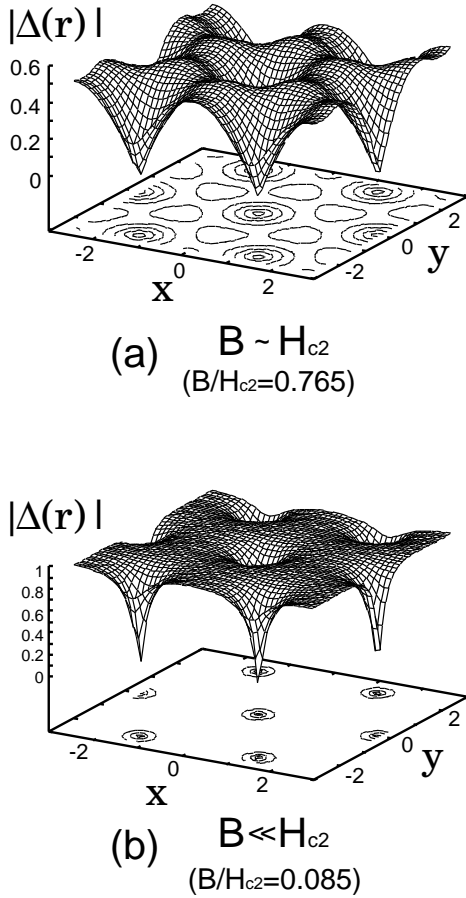 |Δ(r)|
0.6
0.4
0.2
0
-2
0
2
x
-2
0
2
y
(a) B ~ Hc2
(B/Hc2=0.765)
|Δ(r)|
1
0.8
0.6
0.4
0.2
0
-2
0
2
x
-2
0
2
y
(b) B≪Hc2
(B/Hc2=0.085)